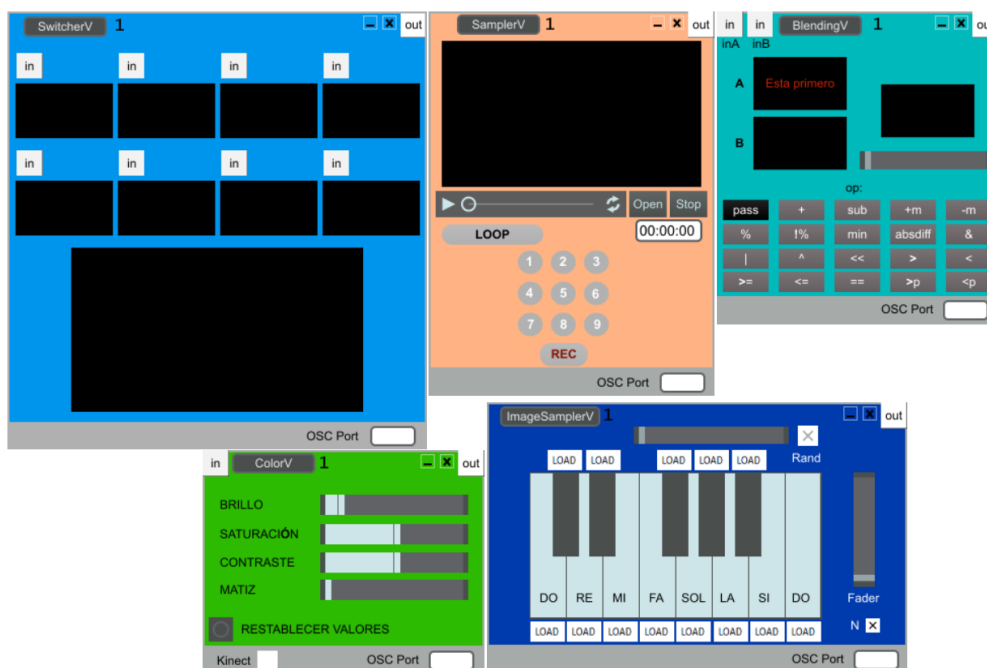 SwitcherV 1 out
in in in in
in in in in
OSC Port
SamplerV 1 out
Open Stop
LOOP 00:00:00
1 2 3
4 5 6
7 8 9
REC
OSC Port
in in BlendingV 1 out
inA inB
A Esta primero
B
op:
pass + sub +m -m
% !% min absdiff &
| ^ << > <
>= <= == >p <p
OSC Port
in ColorV 1 out
BRILLO
SATURACIÓN
CONTRASTE
MATIZ
RESTABLECER VALORES
Kinect OSC Port
ImageSamplerV 1 out
Rand
LOAD LOAD LOAD LOAD LOAD
DO RE MI FA SOL LA SI DO
Fader
LOAD LOAD LOAD LOAD LOAD LOAD LOAD LOAD
N
OSC Port